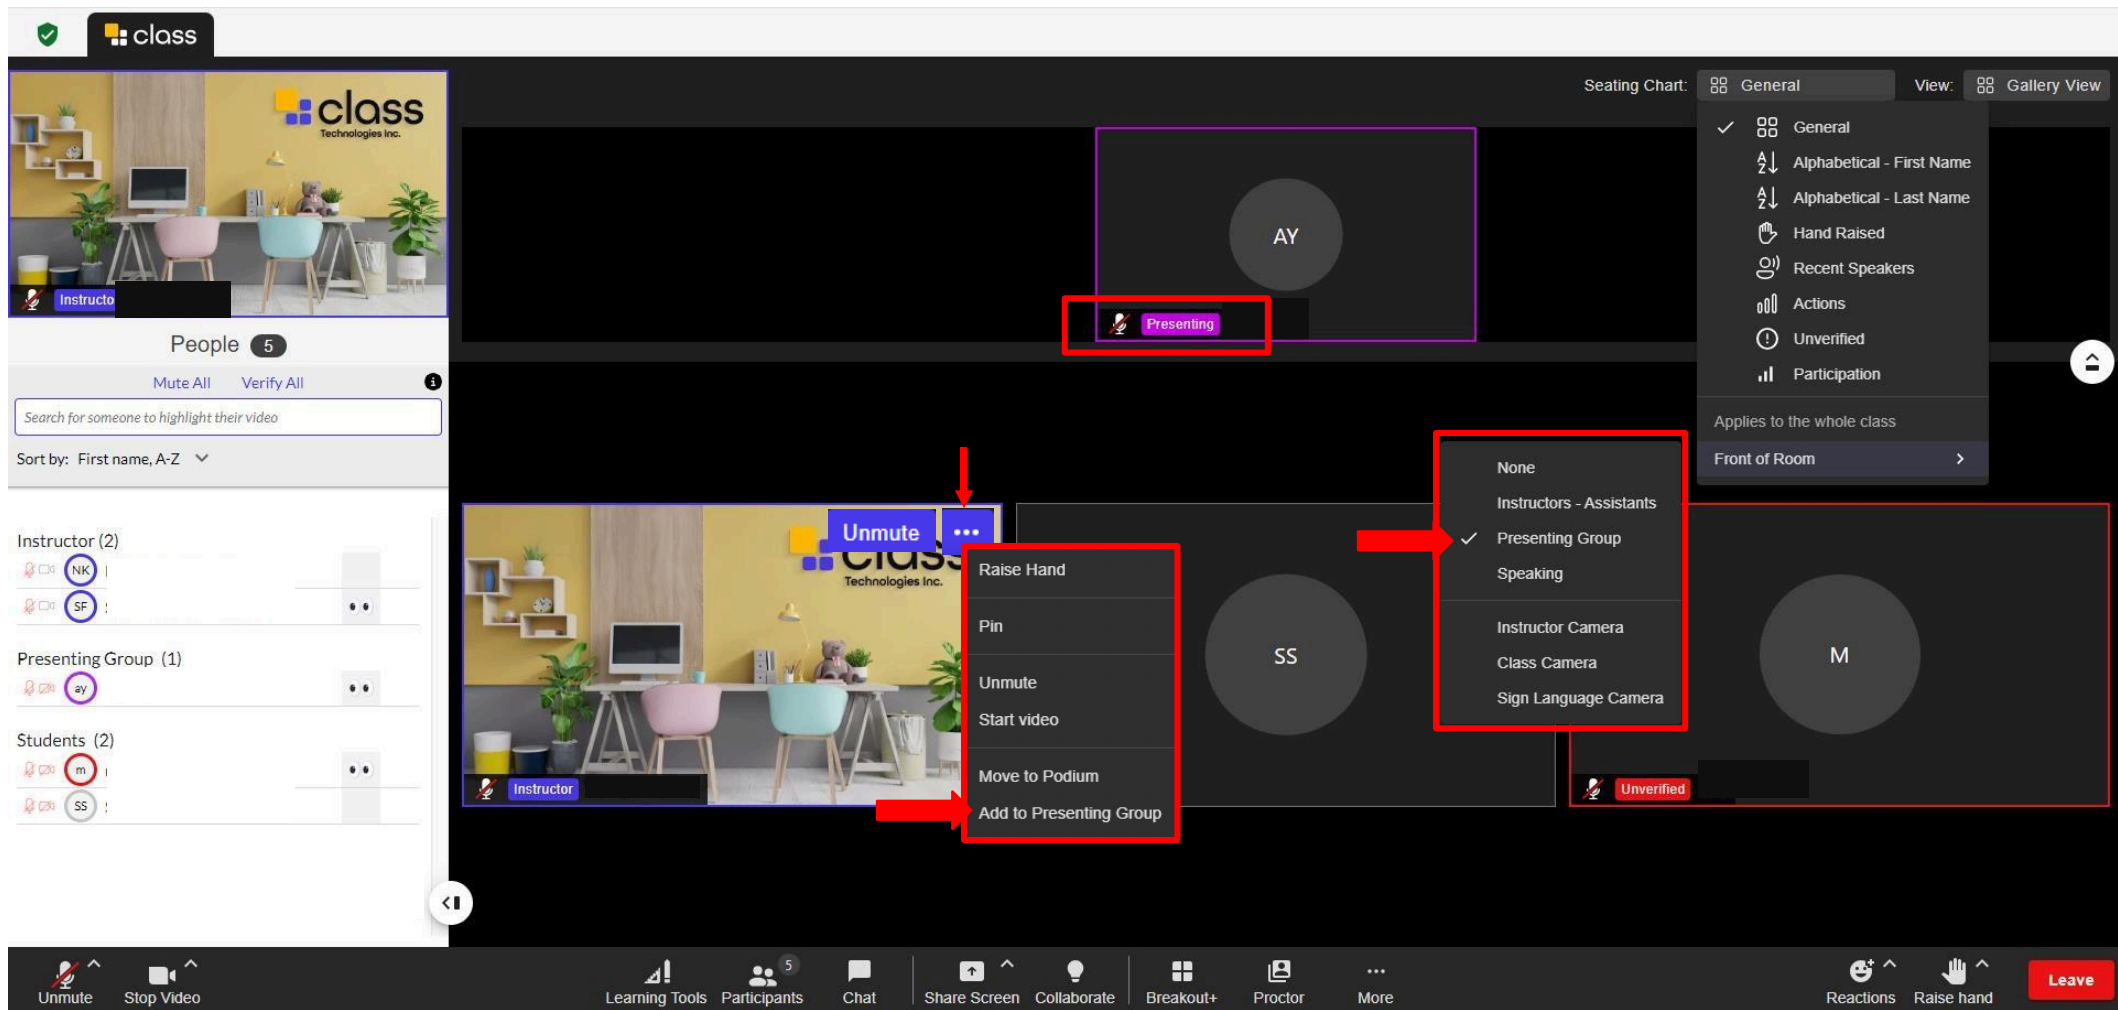 class
Seating Chart: General View: Gallery View
class
Technologies Inc.
Instructo
People 5
Mute All Verify All
Search for someone to highlight their video
Sort by: First name, A-Z
Instructor (2)
NK
SF
Presenting Group (1)
ay
Students (2)
m
SS
AY
Presenting
General
Alphabetical - First Name
Alphabetical - Last Name
Hand Raised
Recent Speakers
Actions
Unverified
Participation
Applies to the whole class
Front of Room
None
Instructors - Assistants
Presenting Group
Speaking
Instructor Camera
Class Camera
Sign Language Camera
Unmute ...
class
Technologies Inc.
Instructor
Raise Hand
Pin
Unmute
Start video
Move to Podium
Add to Presenting Group
SS
M
Unverified
Unmute
Stop Video
Learning Tools
Participants 5
Chat
Share Screen
Collaborate
Breakout+
Proctor
More
Reactions
Raise hand
Leave